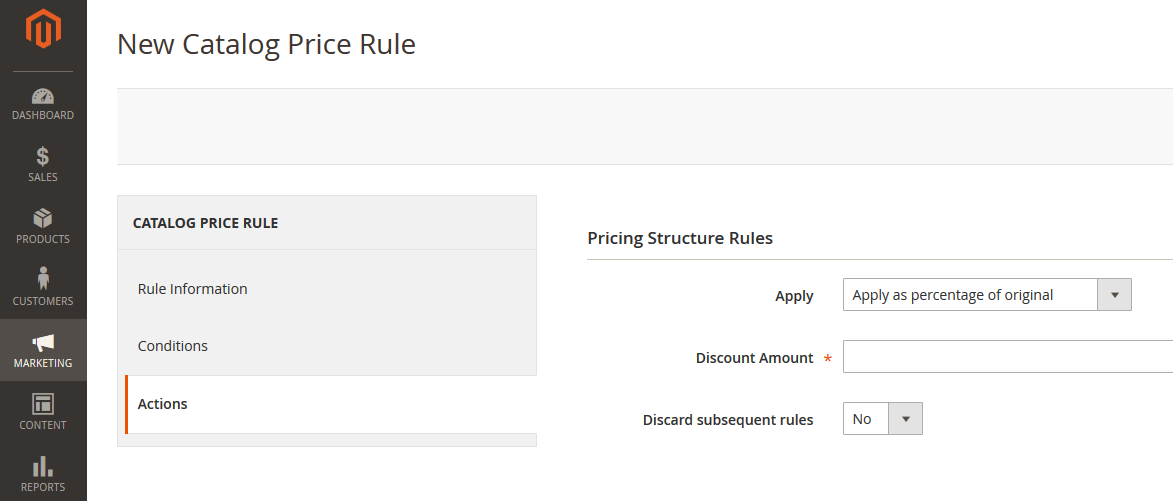 New Catalog Price Rule
DASHBOARD
$
SALES
PRODUCTS
CUSTOMERS
MARKETING
CONTENT
REPORTS
CATALOG PRICE RULE
Rule Information
Conditions
Actions
Pricing Structure Rules
Apply Apply as percentage of original
Discount Amount *
Discard subsequent rules No